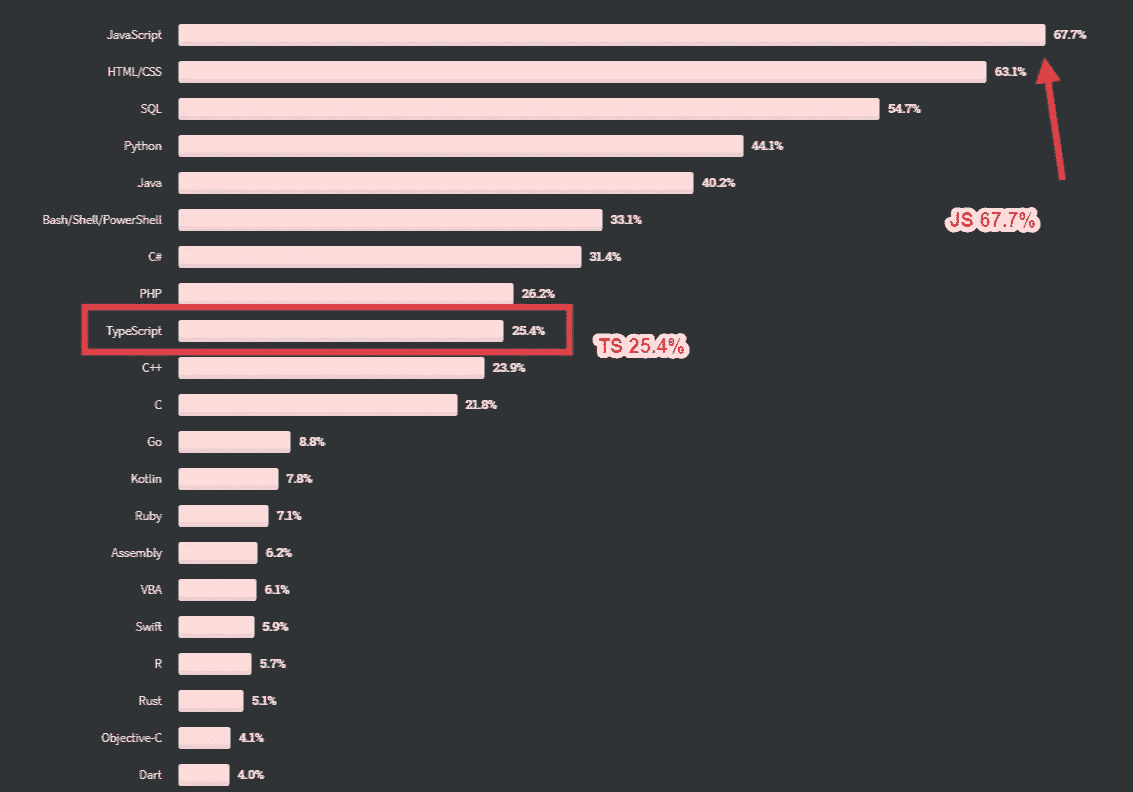 JavaScript 67.7%
HTML/CSS 63.1%
SQL 54.7%
Python 44.1%
Java 40.2%
Bash/Shell/PowerShell 33.1%
JS 67.7%
C# 31.4%
PHP 26.2%
TypeScript 25.4%
TS 25.4%
C++ 23.9%
C 21.8%
Go 8.8%
Kotlin 7.8%
Ruby 7.1%
Assembly 6.2%
VBA 6.1%
Swift 5.9%
R 5.7%
Rust 5.1%
Objective-C 4.1%
Dart 4.0%